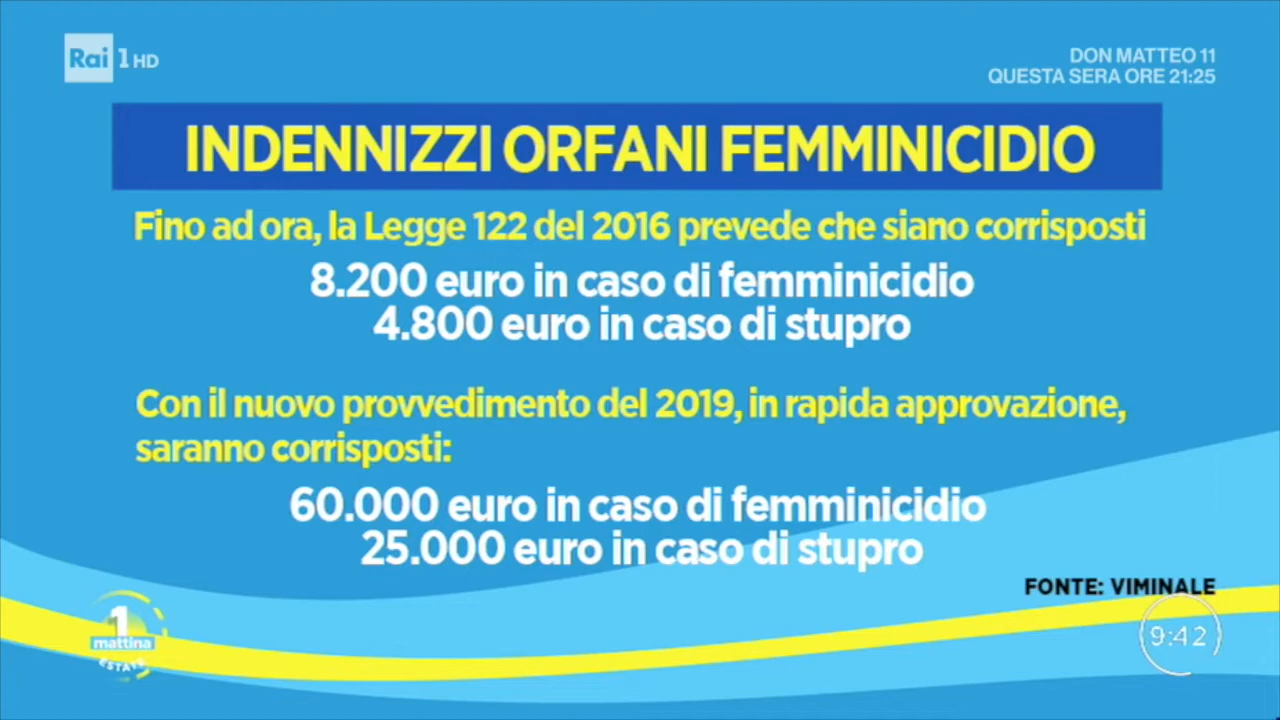 Rai 1 HD
DON MATTEO 11
QUESTA SERA ORE 21:25
INDENNIZZI ORFANI FEMMINICIDIO
Fino ad ora, la Legge 122 del 2016 prevede che siano corrisposti
8.200 euro in caso di femminicidio
4.800 euro in caso di stupro
Con il nuovo provvedimento del 2019, in rapida approvazione,
saranno corrisposti:
60.000 euro in caso di femminicidio
25.000 euro in caso di stupro
FONTE: VIMINALE
1
mattina
ESTATE
9:42